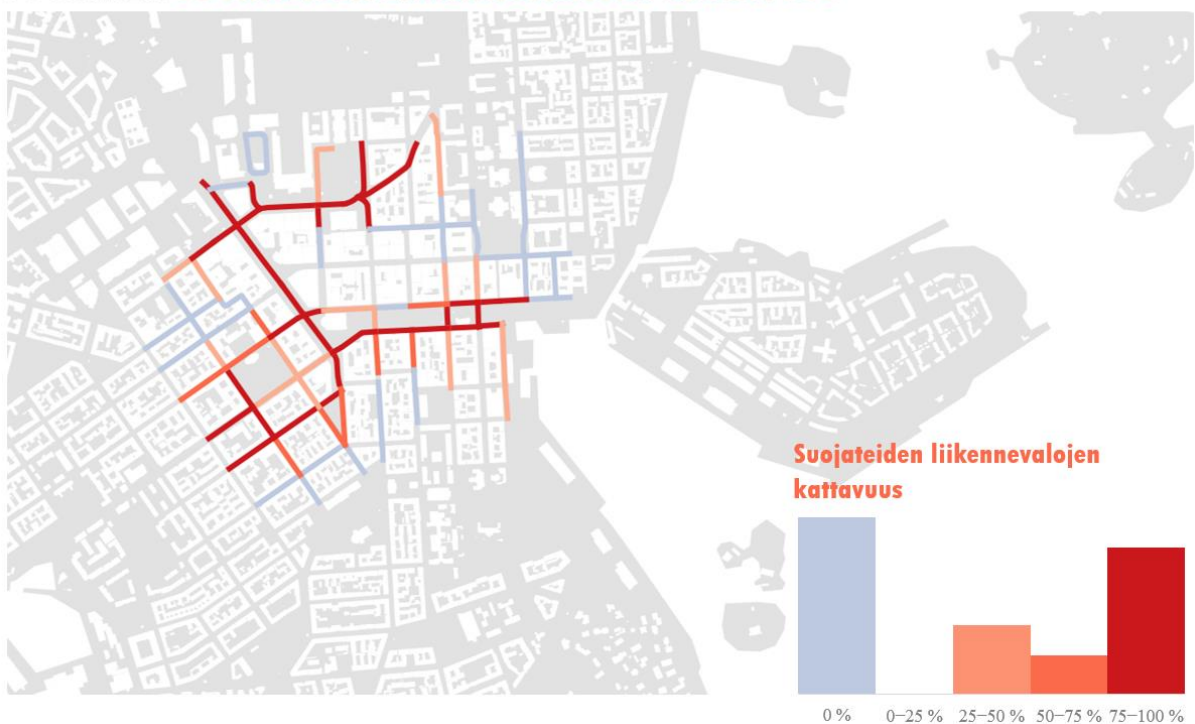 Suojateiden liikennevalojen
kattavuus
0 %
0–25 %
25–50 %
50–75 %
75–100 %